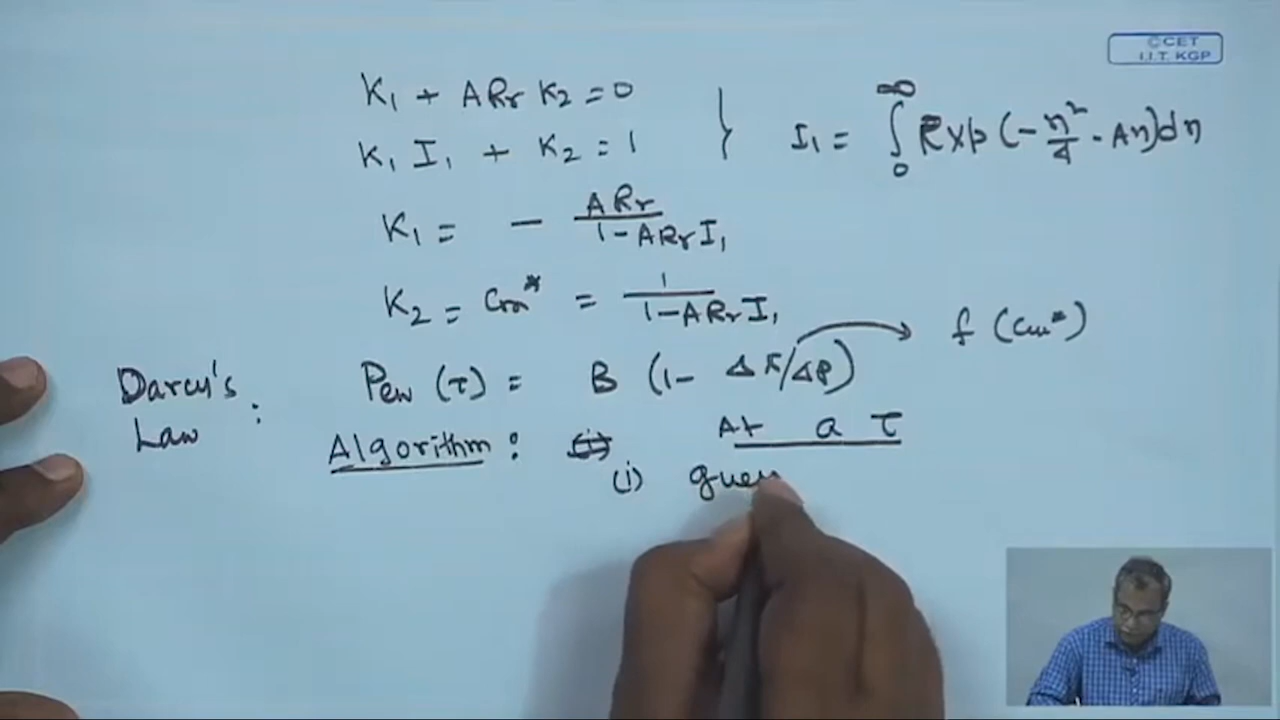 ©CET
I.I.T. KGP
K₁ + ARr K₂ = 0
K₁ I₁ + K₂ = 1 } I₁ = ∫₀^∞ Exp (-η²/4 - Aη) dη
K₁ = - ARr / (1 - ARr I₁)
K₂ = Cm* = 1 / (1 - ARr I₁)
f (Cm*)
Darcy's Law : Pew (τ) = B (1 - Δπ/ΔP)
Algorithm : (i) At a τ
(i) gues